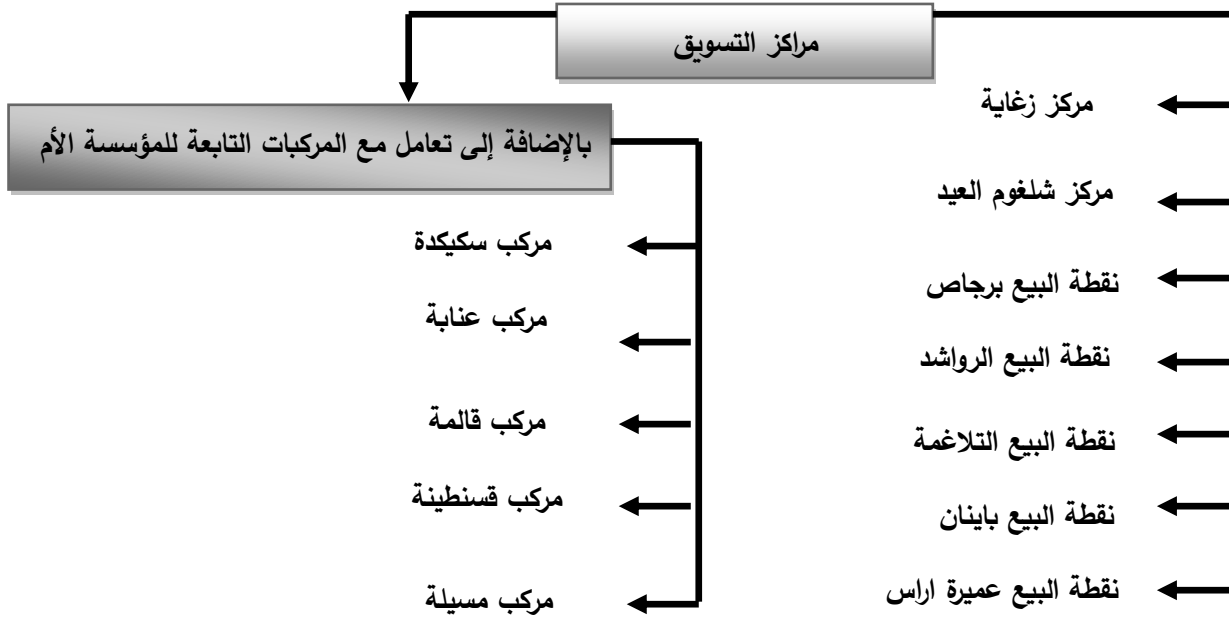 مراكز التسويق
مركز زغاية
مركز شلغوم العيد
نقطة البيع برجاص
نقطة البيع الرواشد
نقطة البيع التلاغمة
نقطة البيع باينان
نقطة البيع عميرة اراس
بالإضافة إلى تعامل مع المركبات التابعة للمؤسسة الأم
مركب سكيكدة
مركب عنابة
مركب قالمة
مركب قسنطينة
مركب مسيلة